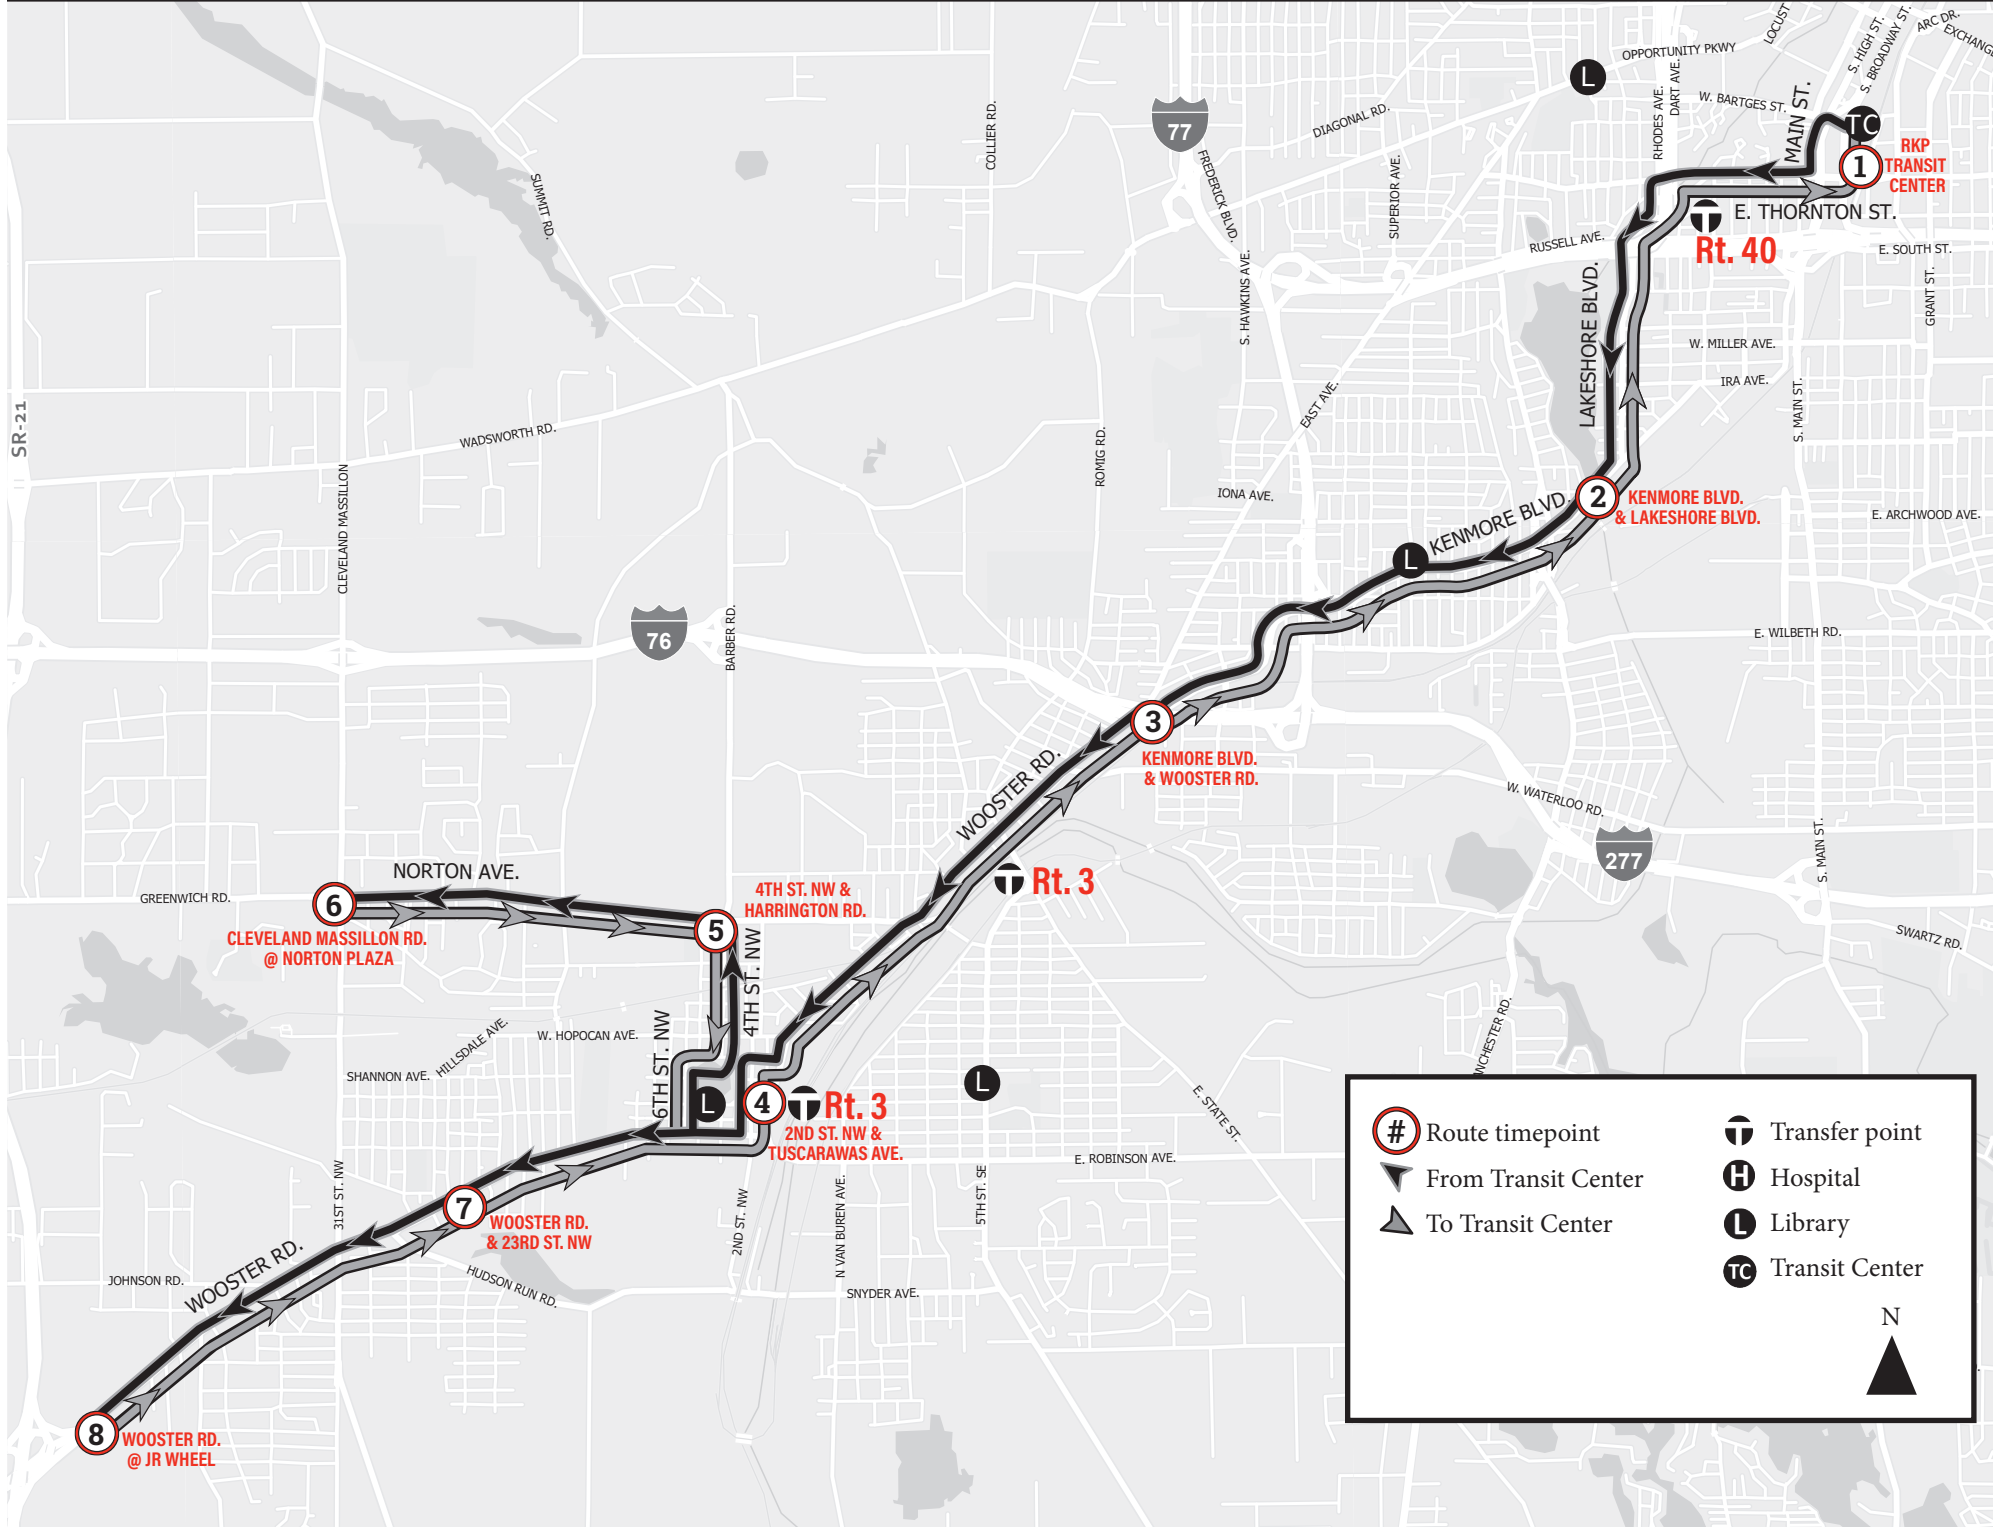 OPPORTUNITY PKWY
LOCUST
S. HIGH ST.
S. BROADWAY ST.
ARC DR.
EXCHANGE
L
RHODES AVE.
DART AVE.
W. BARTGES ST.
MAIN ST.
TC
1
RKP
TRANSIT
CENTER
77
COLLIER RD.
DIAGONAL RD.
FREDERICK BLVD.
SUPERIOR AVE.
SUMMIT RD.
E. THORNTON ST.
T
Rt. 40
RUSSELL AVE.
E. SOUTH ST.
S. HAWKINS AVE.
GRANT ST.
LAKESHORE BLVD.
W. MILLER AVE.
IRA AVE.
EAST AVE.
S. MAIN ST.
SR-21
WADSWORTH RD.
CLEVELAND MASSILLON
ROMIG RD.
IONA AVE.
2
KENMORE BLVD.
& LAKESHORE BLVD.
KENMORE BLVD.
E. ARCHWOOD AVE.
L
76
BARBER RD.
E. WILBETH RD.
3
KENMORE BLVD.
& WOOSTER RD.
WOOSTER RD.
W. WATERLOO RD.
277
S. MAIN ST.
NORTON AVE.
GREENWICH RD.
6
CLEVELAND MASSILLON RD.
@ NORTON PLAZA
4TH ST. NW &
HARRINGTON RD.
5
T
Rt. 3
SWARTZ RD.
4TH ST. NW
6TH ST. NW
W. HOPOCAN AVE.
HILLSDALE AVE.
SHANNON AVE.
L
4
T
Rt. 3
2ND ST. NW &
TUSCARAWAS AVE.
L
E. STATE ST.
ANCHESTER RD.
E. ROBINSON AVE.
31ST ST. NW
7
WOOSTER RD.
& 23RD ST. NW
2ND ST. NW
N VAN BUREN AVE.
5TH ST. SE
JOHNSON RD.
WOOSTER RD.
HUDSON RUN RD.
SNYDER AVE.
8
WOOSTER RD.
@ JR WHEEL
# Route timepoint
From Transit Center
To Transit Center
T Transfer point
H Hospital
L Library
TC Transit Center
N